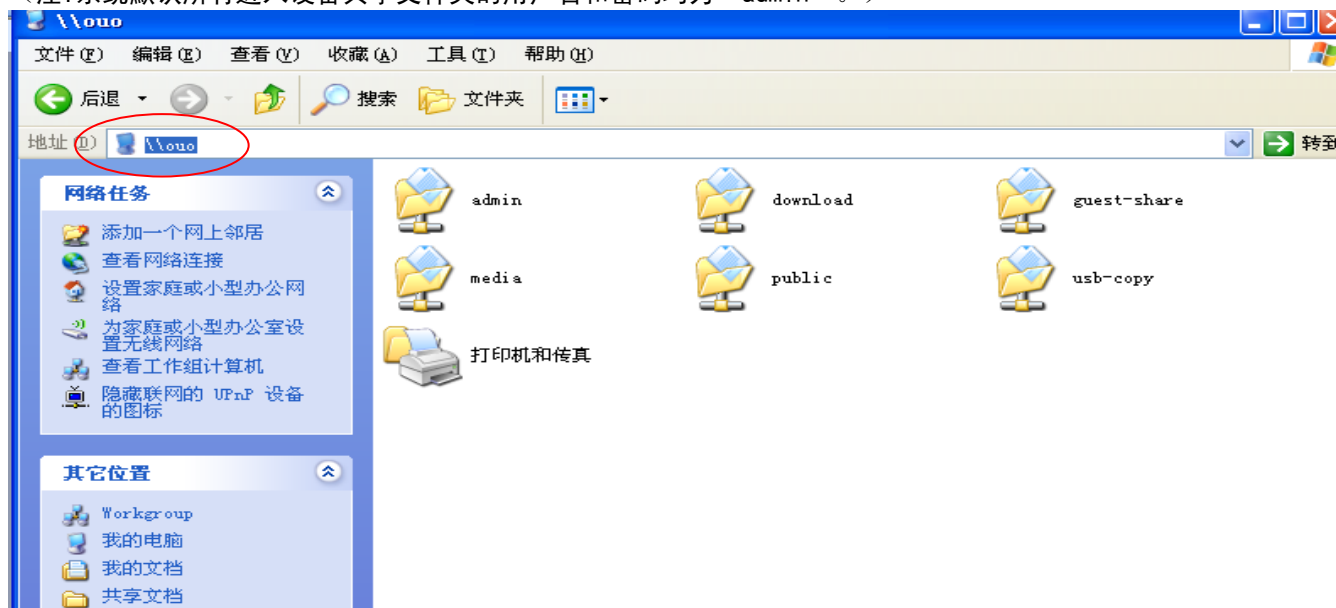 \\ouo
文件(F) 编辑(E) 查看(V) 收藏(A) 工具(T) 帮助(H)
后退 搜索 文件夹
地址(D) \\ouo 转到
网络任务
添加一个网上邻居
查看网络连接
设置家庭或小型办公网
络
为家庭或小型办公室设
置无线网络
查看工作组计算机
隐藏联网的 UPnP 设备
的图标
其它位置
Workgroup
我的电脑
我的文档
共享文档
admin download guest-share
media public usb-copy
打印机和传真